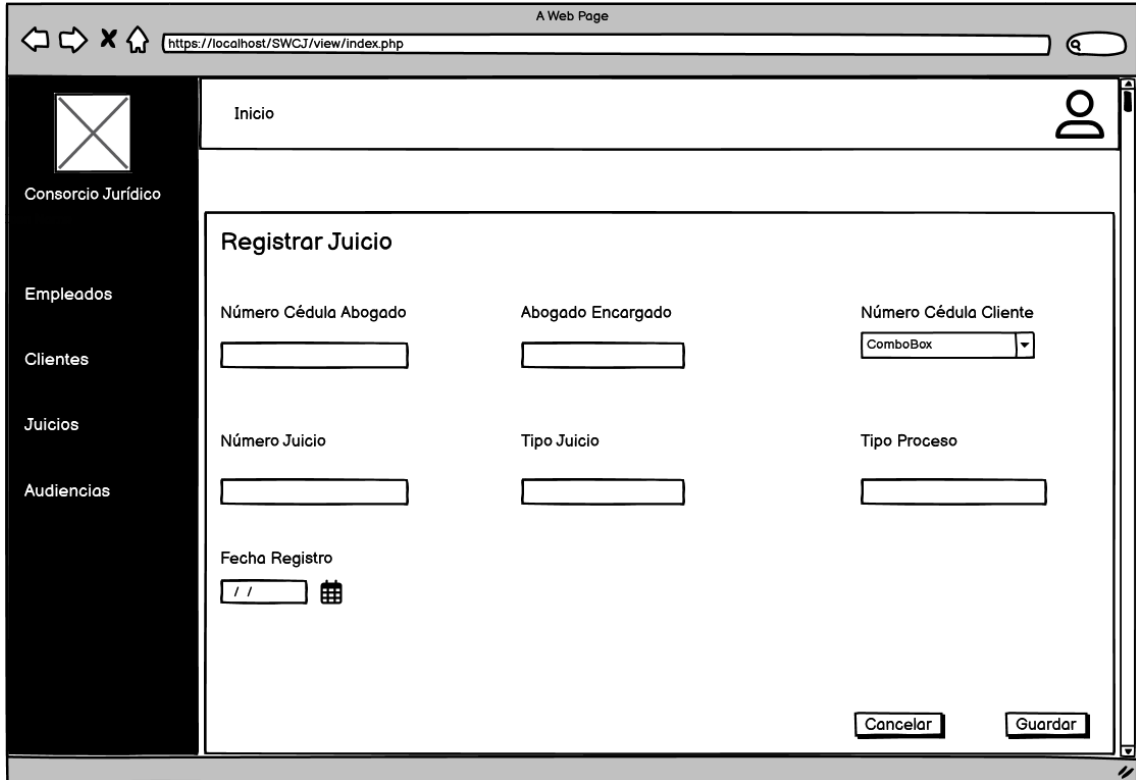 A Web Page
https://localhost/SWCJ/view/index.php
Inicio
Consorcio Jurídico
Empleados
Clientes
Juicios
Audiencias
Registrar Juicio
Número Cédula Abogado
Abogado Encargado
Número Cédula Cliente
ComboBox
Número Juicio
Tipo Juicio
Tipo Proceso
Fecha Registro
/ /
Cancelar
Guardar